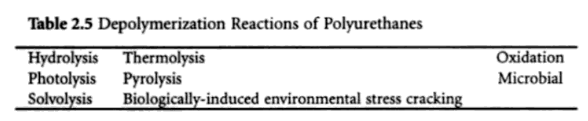 Table 2.5 Depolymerization Reactions of Polyurethanes
Hydrolysis Thermolysis Oxidation
Photolysis Pyrolysis Microbial
Solvolysis Biologically-induced environmental stress cracking